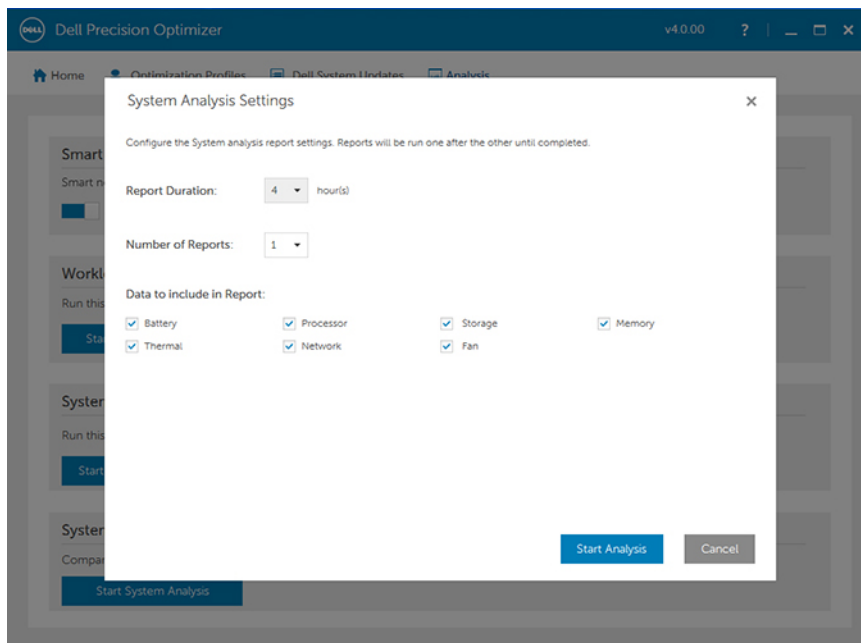 DELL Dell Precision Optimizer v4.0.00 ?
Home Optimization Profiles Dell System Updates Analysis
System Analysis Settings
Configure the System analysis report settings. Reports will be run one after the other until completed.
Smart
Smart n
Report Duration: 4 hour(s)
Number of Reports: 1
Workl
Data to include in Report:
Run this
Battery Processor Storage Memory
Sta
Thermal Network Fan
System
Run this
Start
System
Start Analysis Cancel
Compar
Start System Analysis